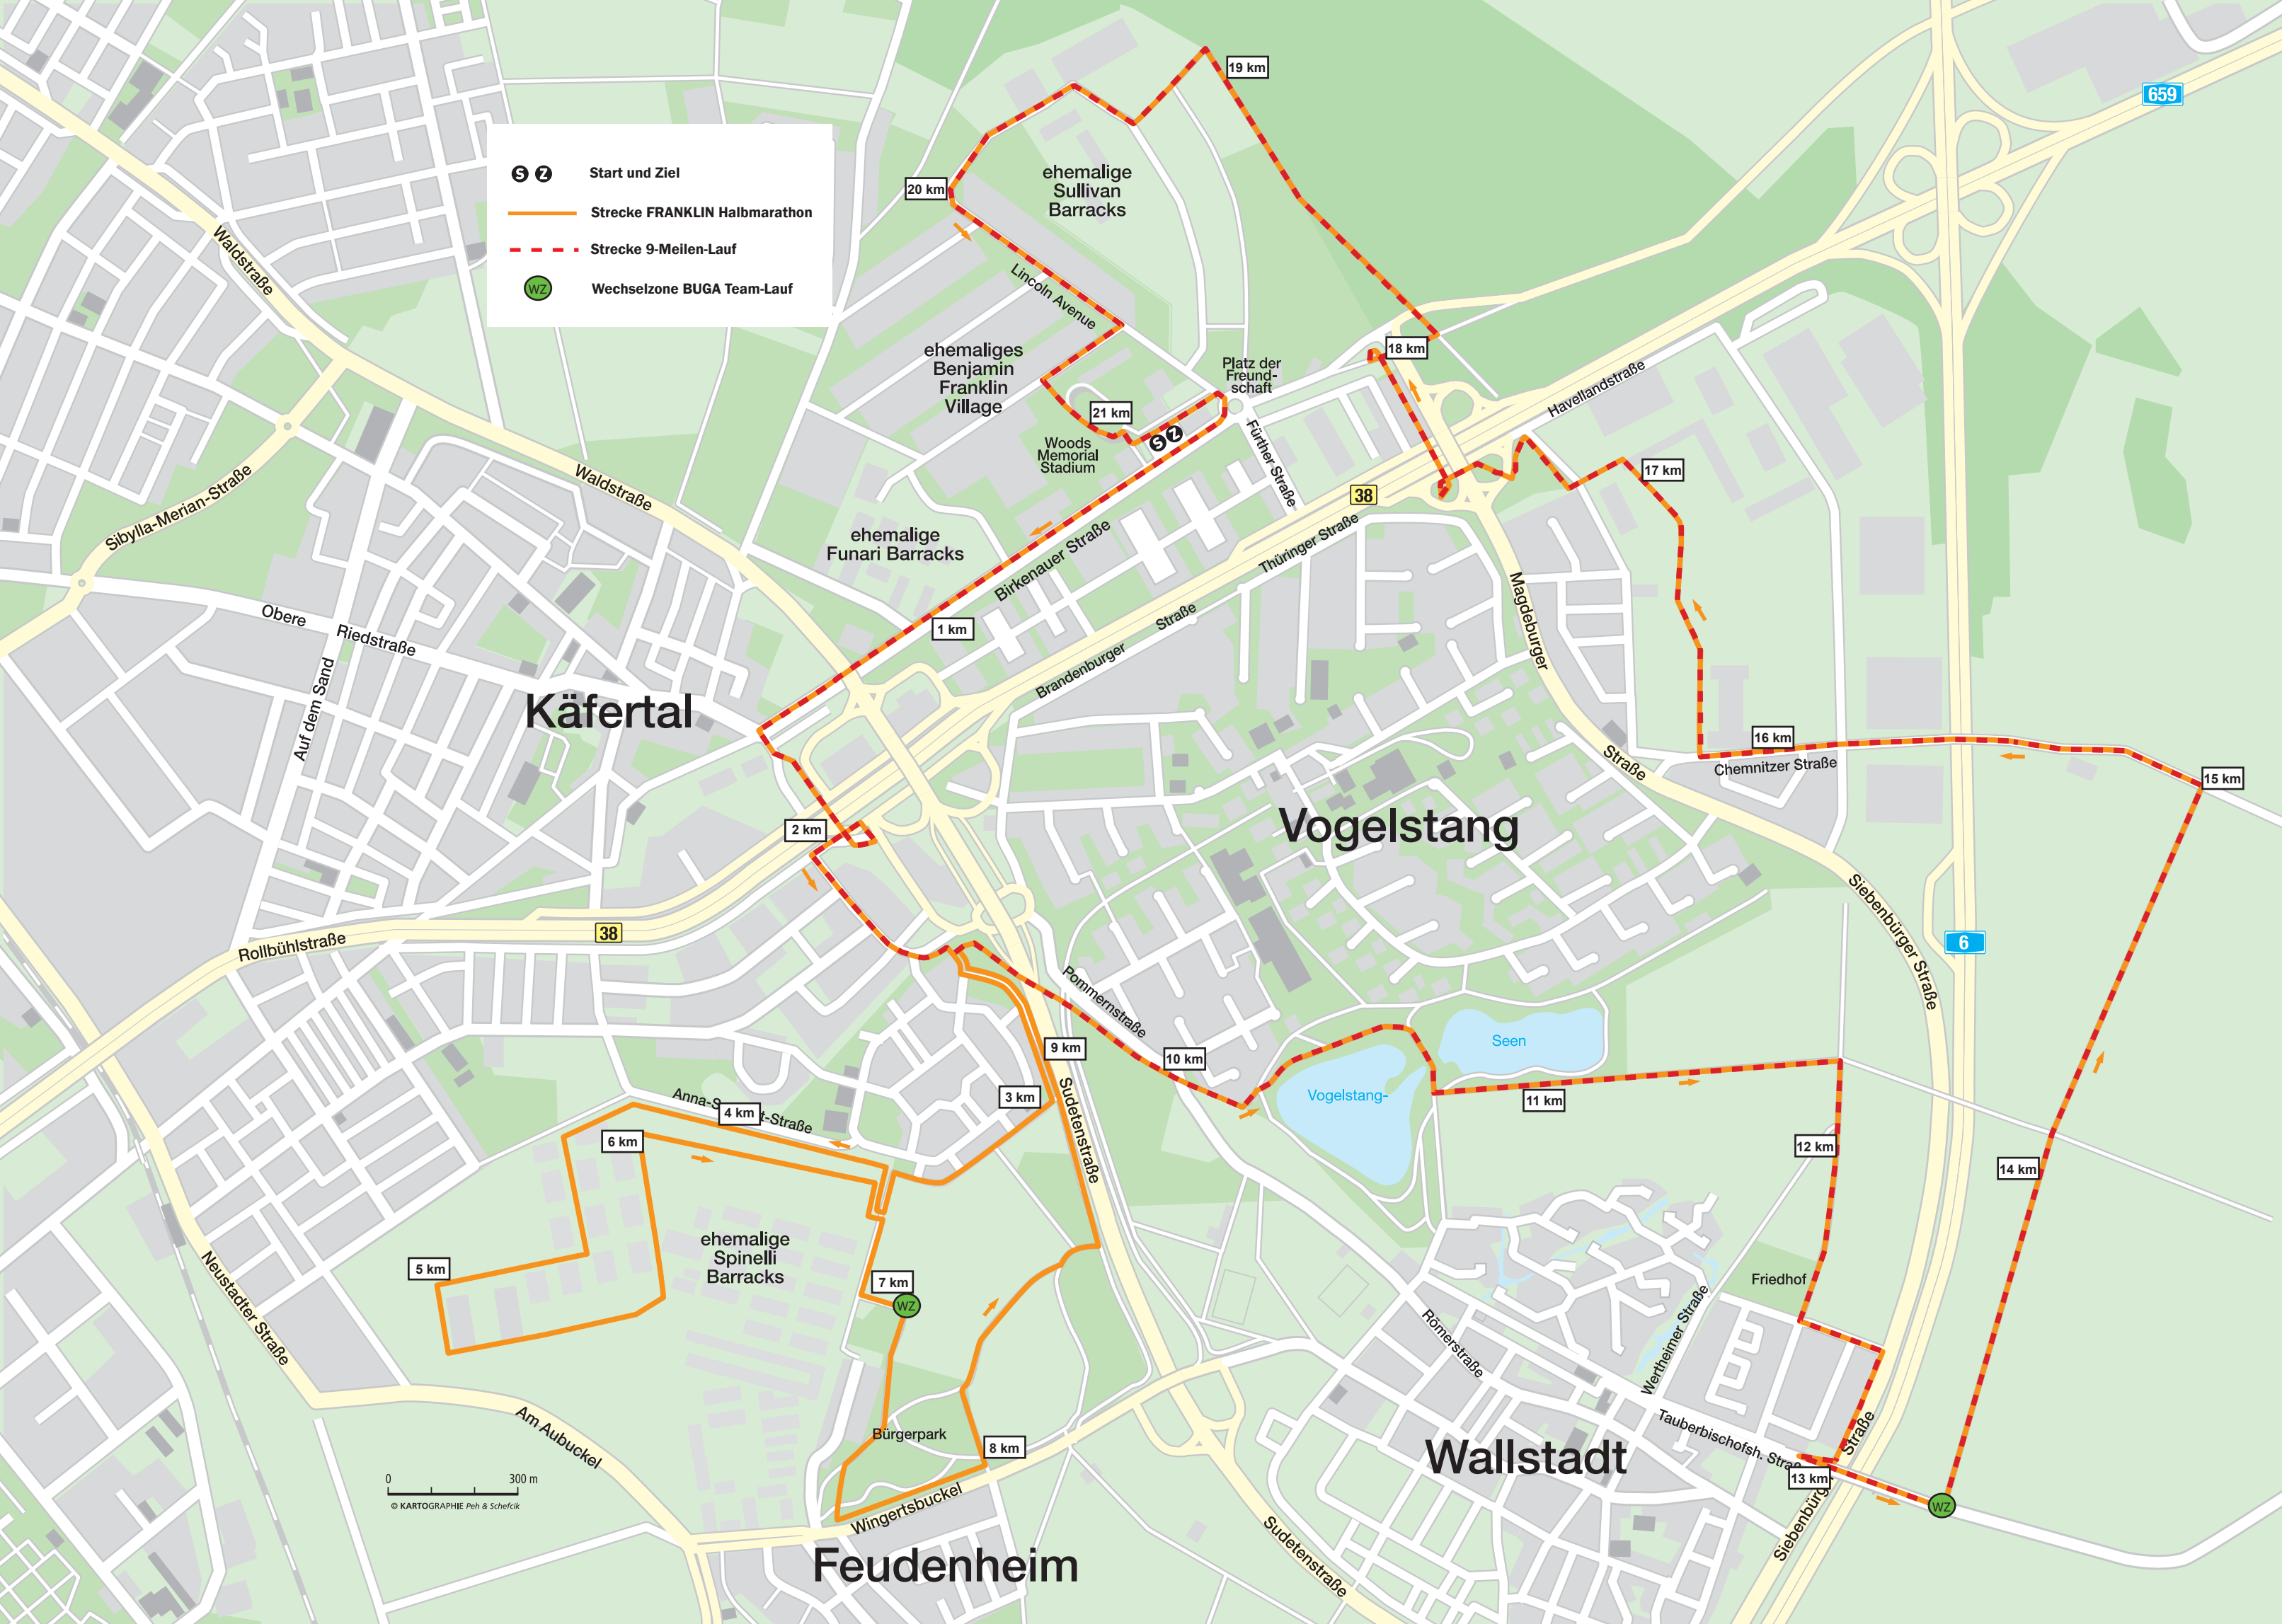 S Z Start und Ziel
Strecke FRANKLIN Halbmarathon
Strecke 9-Meilen-Lauf
WZ Wechselzone BUGA Team-Lauf
19 km
659
ehemalige
Sullivan
Barracks
20 km
Waldstraße
Lincoln Avenue
18 km
ehemaliges
Benjamin
Franklin
Village
Platz der
Freund-
schaft
Havellandstraße
21 km
S Z
Woods
Memorial
Stadium
Fürther Straße
17 km
Waldstraße
38
Sibylla-Merian-Straße
ehemalige
Funari Barracks
Birkenauer Straße
Thüringer Straße
Magdeburger
Straße
Obere
Riedstraße
1 km
Brandenburger
Straße
Auf dem Sand
Käfertal
16 km
Chemnitzer Straße
15 km
2 km
Vogelstang
Siebenbürger Straße
38
Rollbühlstraße
6
Pommernstraße
9 km
10 km
Seen
Vogelstang-
3 km
11 km
Sudetenstraße
4 km
6 km
12 km
14 km
ehemalige
Spinelli
Barracks
5 km
7 km
WZ
Friedhof
Neustadter Straße
Römerstraße
Wertheimer Straße
Am Aubuckel
Bürgerpark
8 km
Tauberbischofsh.
Wallstadt
Straße
13 km
WZ
0 300 m
© KARTOGRAPHIE Peh & Schefcik
Wingertsbuckel
Feudenheim
Sudetenstraße